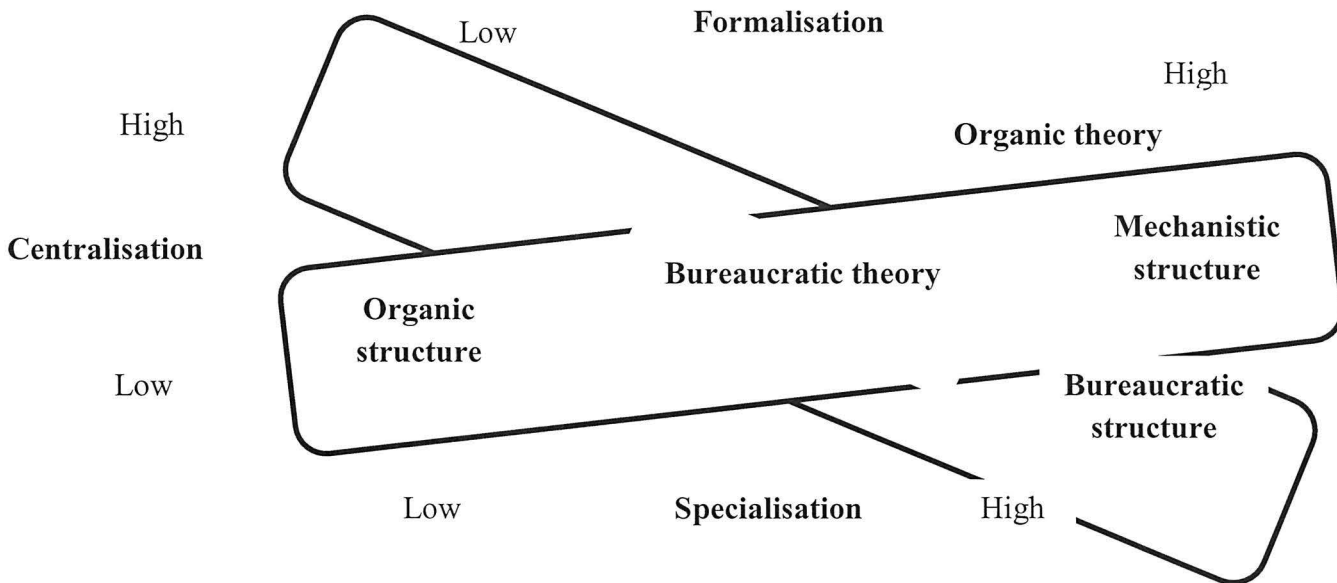 Formalisation
Low
High
High
Organic theory
Centralisation
Mechanistic
structure
Bureaucratic theory
Organic
structure
Low
Bureaucratic
structure
Low
Specialisation
High